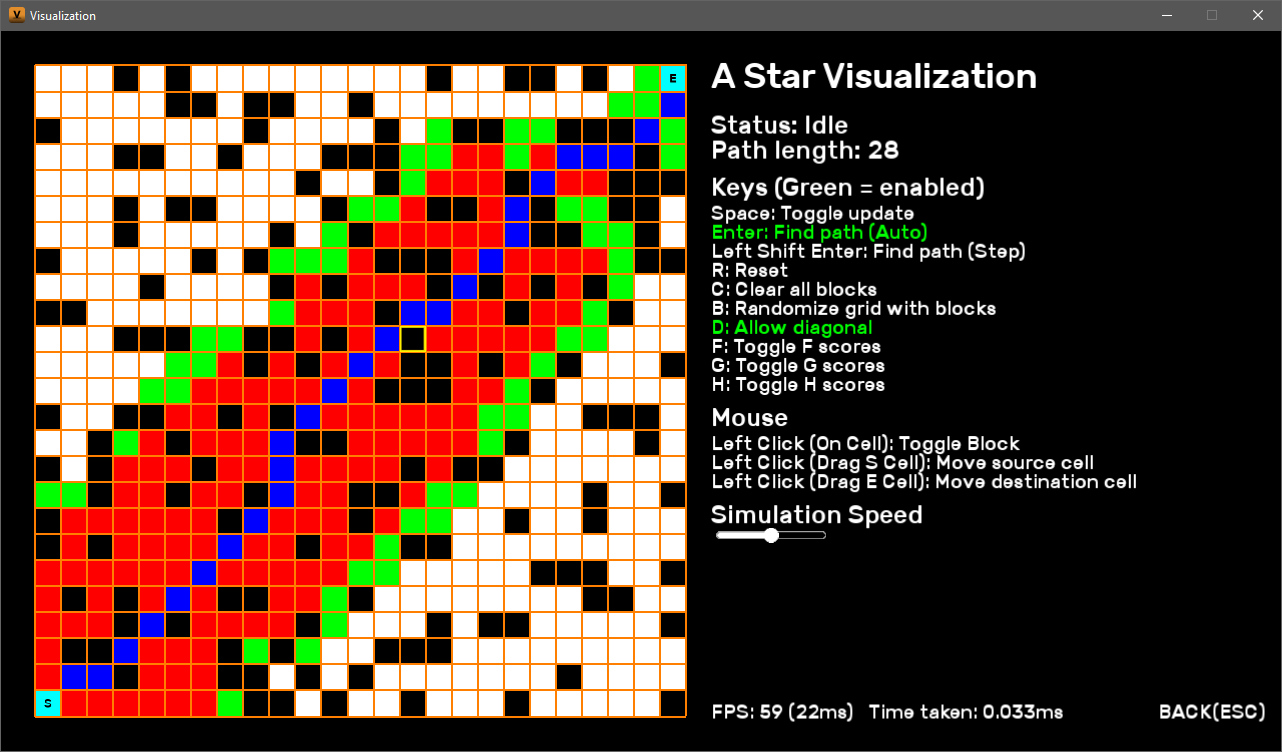 V Visualization
E
A Star Visualization
Status: Idle
Path length: 28
Keys (Green = enabled)
Space: Toggle update
Enter: Find path (Auto)
Left Shift Enter: Find path (Step)
R: Reset
C: Clear all blocks
B: Randomize grid with blocks
D: Allow diagonal
F: Toggle F scores
G: Toggle G scores
H: Toggle H scores
Mouse
Left Click (On Cell): Toggle Block
Left Click (Drag S Cell): Move source cell
Left Click (Drag E Cell): Move destination cell
Simulation Speed
S
FPS: 59 (22ms) Time taken: 0.033ms BACK(ESC)